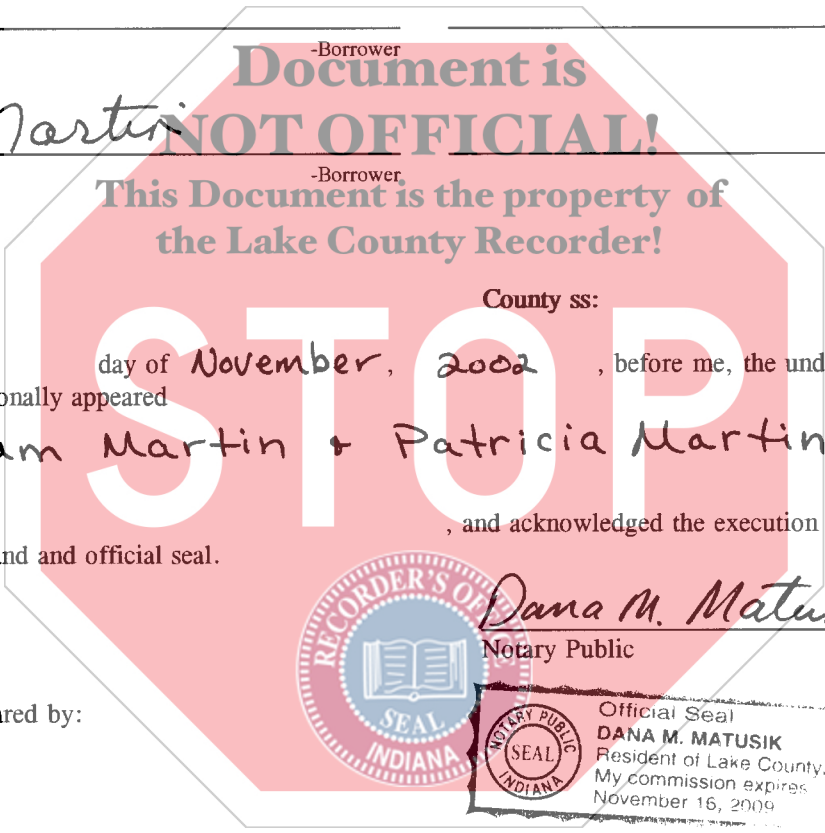 -Borrower
Document is
Martin
NOT OFFICIAL!
-Borrower
This Document is the property of
the Lake County Recorder!
County ss:
STOP
day of November, 2002 , before me, the und
onally appeared
am Martin & Patricia Martin
, and acknowledged the execution
nd and official seal.
RECORDER'S OFFICE
SEAL
INDIANA
Dana M. Matu
Notary Public
ared by:
NOTARY PUBLIC
SEAL
INDIANA
Official Seal
DANA M. MATUSIK
Resident of Lake County,
My commission expires
November 16, 2009